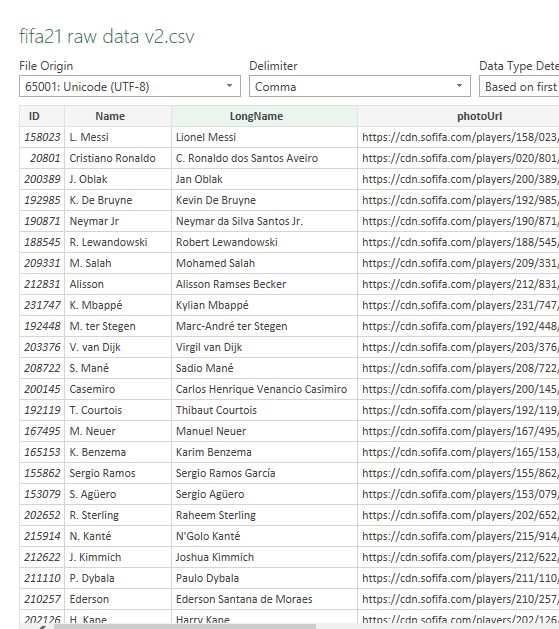 fifa21 raw data v2.csv
File Origin Delimiter Data Type Dete
65001: Unicode (UTF-8) Comma Based on first
ID Name LongName photoUrl
158023 L. Messi Lionel Messi https://cdn.sofifa.com/players/158/023/
20801 Cristiano Ronaldo C. Ronaldo dos Santos Aveiro https://cdn.sofifa.com/players/020/801/
200389 J. Oblak Jan Oblak https://cdn.sofifa.com/players/200/389/
192985 K. De Bruyne Kevin De Bruyne https://cdn.sofifa.com/players/192/985/
190871 Neymar Jr Neymar da Silva Santos Jr. https://cdn.sofifa.com/players/190/871/
188545 R. Lewandowski Robert Lewandowski https://cdn.sofifa.com/players/188/545/
209331 M. Salah Mohamed Salah https://cdn.sofifa.com/players/209/331/
212831 Alisson Alisson Ramses Becker https://cdn.sofifa.com/players/212/831/
231747 K. Mbappé Kylian Mbappé https://cdn.sofifa.com/players/231/747/
192448 M. ter Stegen Marc-André ter Stegen https://cdn.sofifa.com/players/192/448/
203376 V. van Dijk Virgil van Dijk https://cdn.sofifa.com/players/203/376/
208722 S. Mané Sadio Mané https://cdn.sofifa.com/players/208/722/
200145 Casemiro Carlos Henrique Venancio Casimiro https://cdn.sofifa.com/players/200/145/
192119 T. Courtois Thibaut Courtois https://cdn.sofifa.com/players/192/119/
167495 M. Neuer Manuel Neuer https://cdn.sofifa.com/players/167/495/
165153 K. Benzema Karim Benzema https://cdn.sofifa.com/players/165/153/
155862 Sergio Ramos Sergio Ramos García https://cdn.sofifa.com/players/155/862/
153079 S. Agüero Sergio Agüero https://cdn.sofifa.com/players/153/079/
202652 R. Sterling Raheem Sterling https://cdn.sofifa.com/players/202/652/
215914 N. Kanté N'Golo Kanté https://cdn.sofifa.com/players/215/914/
212622 J. Kimmich Joshua Kimmich https://cdn.sofifa.com/players/212/622/
211110 P. Dybala Paulo Dybala https://cdn.sofifa.com/players/211/110/
210257 Ederson Ederson Santana de Moraes https://cdn.sofifa.com/players/210/257/
202126 H. Kane Harry Kane https://cdn.sofifa.com/players/202/126/